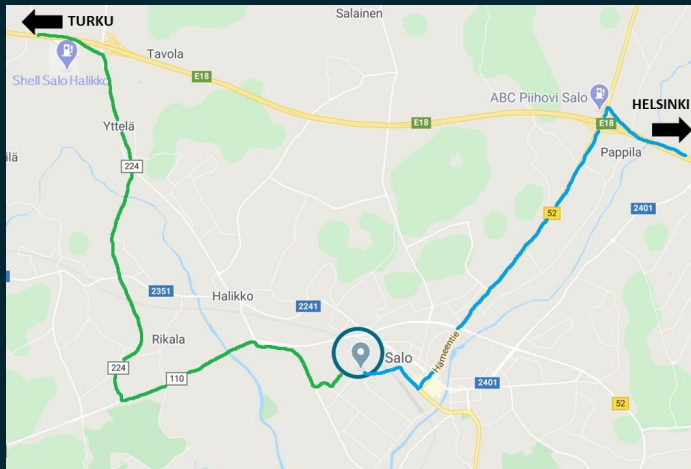 Salainen
TURKU
Tavola
E18
Shell Salo Halikko
ABC Piihovi Salo
HELSINKI
E18
E18
Yttelä
Pappila
ilä
224
2401
52
2351
Halikko
2241
Rikala
Hämeentie
Salo
224
110
2401
52